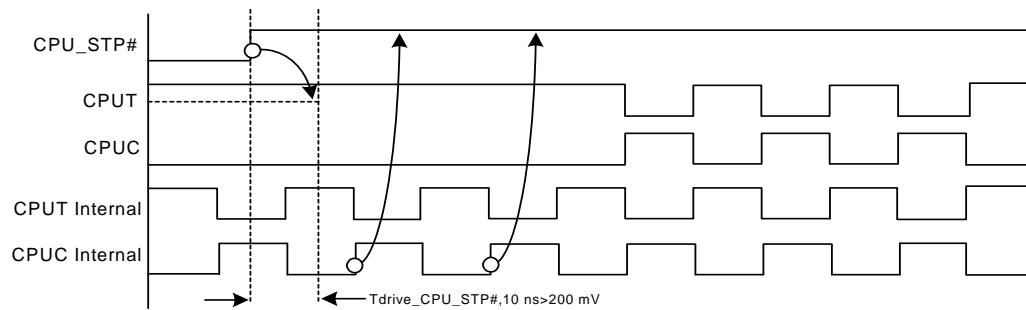 CPU_STP#
CPUT
CPUC
CPUT Internal
CPUC Internal
Tdrive_CPU_STP#,10 ns>200 mV